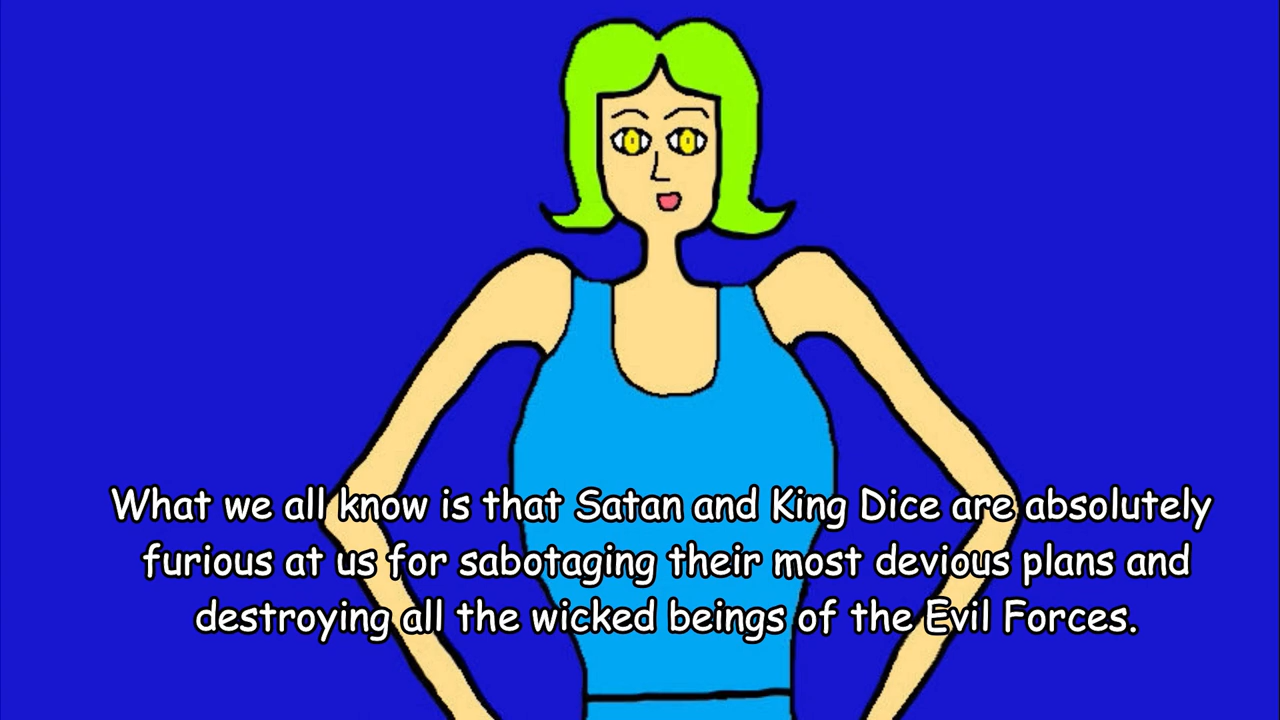 What we all know is that Satan and King Dice are absolutely
furious at us for sabotaging their most devious plans and
destroying all the wicked beings of the Evil Forces.